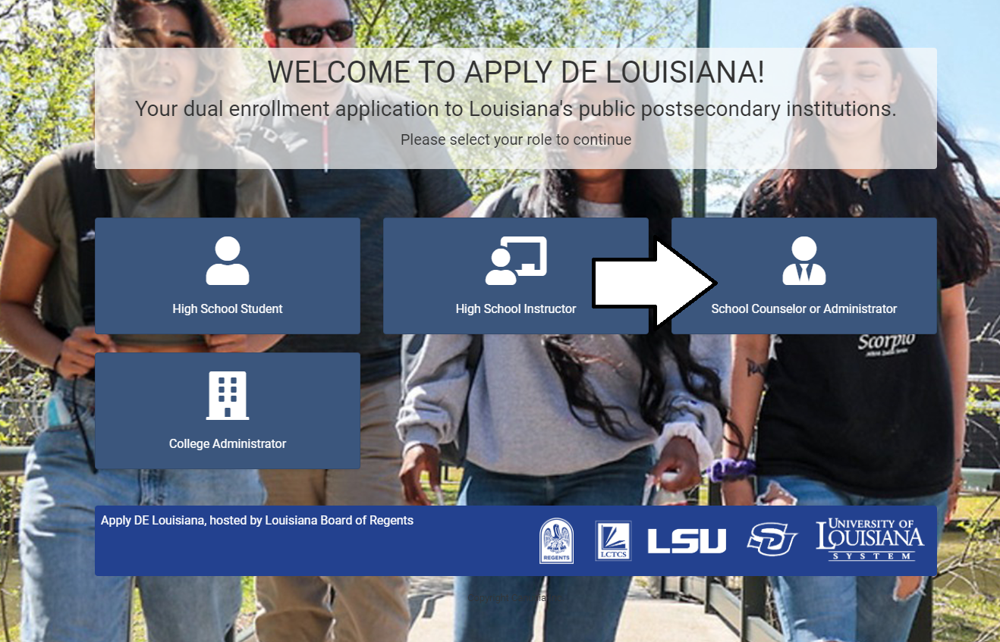 WELCOME TO APPLY DE LOUISIANA!
Your dual enrollment application to Louisiana's public postsecondary institutions.
Please select your role to continue
High School Student
High School Instructor
School Counselor or Administrator
College Administrator
Scorpio
Apply DE Louisiana, hosted by Louisiana Board of Regents
REGENTS
LCTCS
LSU
SU
UNIVERSITY OF
LOUISIANA
SYSTEM